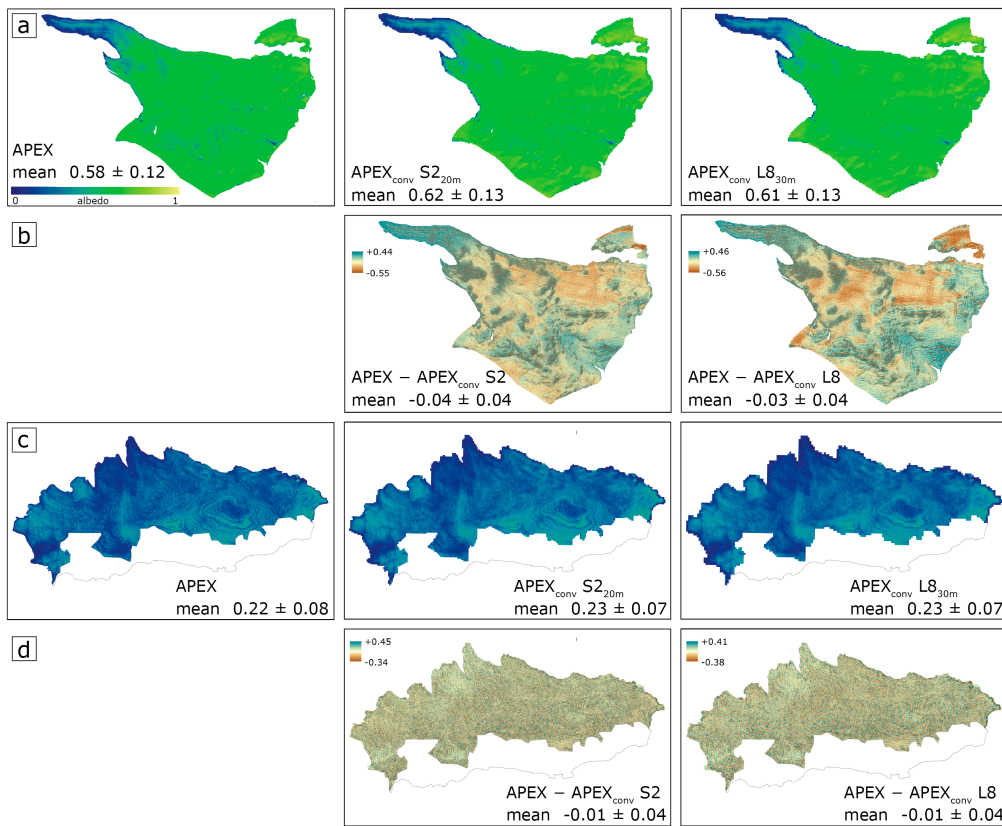 a
APEX
mean 0.58 ± 0.12
0 albedo 1
APEXconv S220m
mean 0.62 ± 0.13
APEXconv L830m
mean 0.61 ± 0.13
b
+0.44
-0.55
APEX – APEXconv S2
mean -0.04 ± 0.04
+0.46
-0.56
APEX – APEXconv L8
mean -0.03 ± 0.04
c
APEX
mean 0.22 ± 0.08
APEXconv S220m
mean 0.23 ± 0.07
APEXconv L830m
mean 0.23 ± 0.07
d
+0.45
-0.34
APEX – APEXconv S2
mean -0.01 ± 0.04
+0.41
-0.38
APEX – APEXconv L8
mean -0.01 ± 0.04